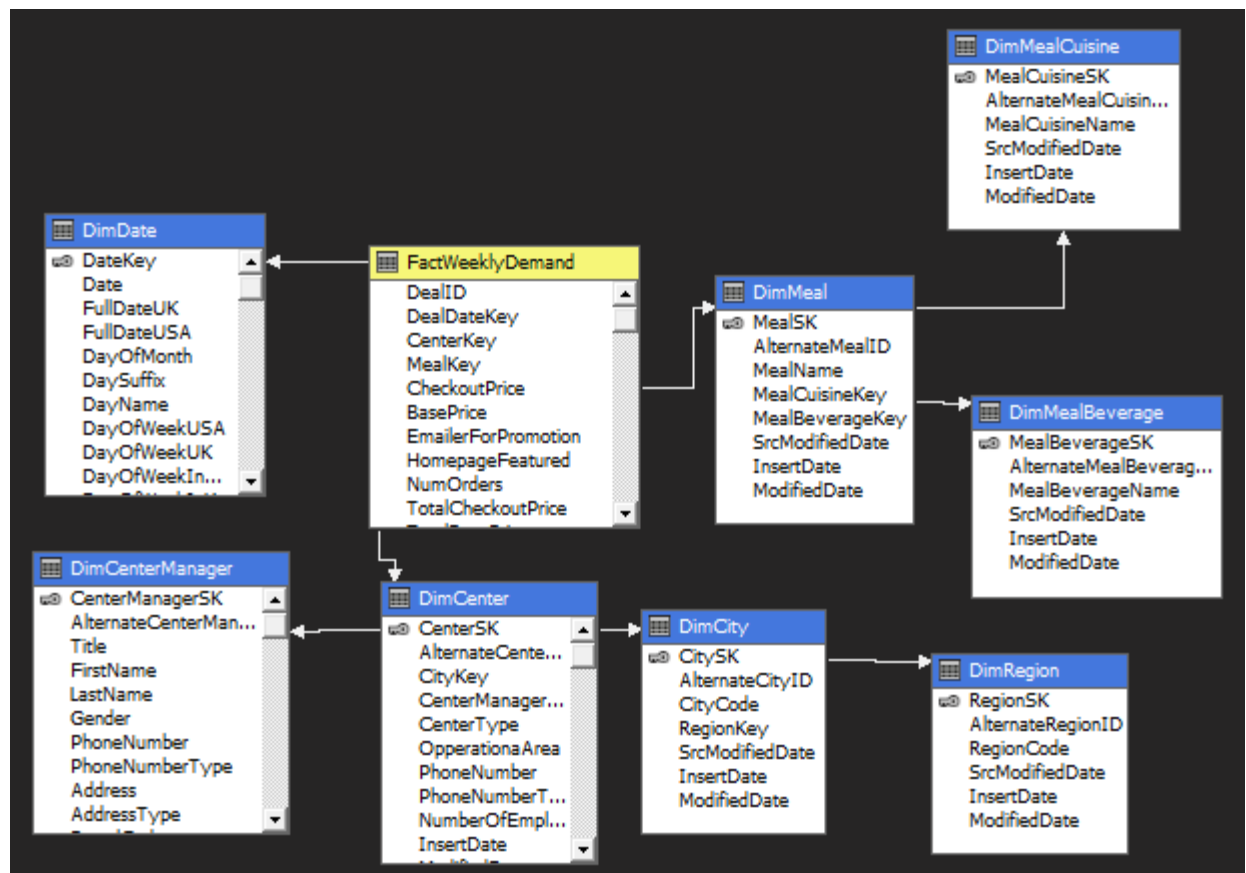 DimMealCuisine
MealCuisineSK
AlternateMealCuisin...
MealCuisineName
SrcModifiedDate
InsertDate
ModifiedDate
DimDate
DateKey
Date
FullDateUK
FullDateUSA
DayOfMonth
DaySuffix
DayName
DayOfWeekUSA
DayOfWeekUK
DayOfWeekIn...
FactWeeklyDemand
DealID
DealDateKey
CenterKey
MealKey
CheckoutPrice
BasePrice
EmailerForPromotion
HomepageFeatured
NumOrders
TotalCheckoutPrice
DimMeal
MealSK
AlternateMealID
MealName
MealCuisineKey
MealBeverageKey
SrcModifiedDate
InsertDate
ModifiedDate
DimMealBeverage
MealBeverageSK
AlternateMealBeverag...
MealBeverageName
SrcModifiedDate
InsertDate
ModifiedDate
DimCenterManager
CenterManagerSK
AlternateCenterMan...
Title
FirstName
LastName
Gender
PhoneNumber
PhoneNumberType
Address
AddressType
DimCenter
CenterSK
AlternateCente...
CityKey
CenterManager...
CenterType
OpperationaArea
PhoneNumber
PhoneNumberT...
NumberOfEmpl...
InsertDate
DimCity
CitySK
AlternateCityID
CityCode
RegionKey
SrcModifiedDate
InsertDate
ModifiedDate
DimRegion
RegionSK
AlternateRegionID
RegionCode
SrcModifiedDate
InsertDate
ModifiedDate